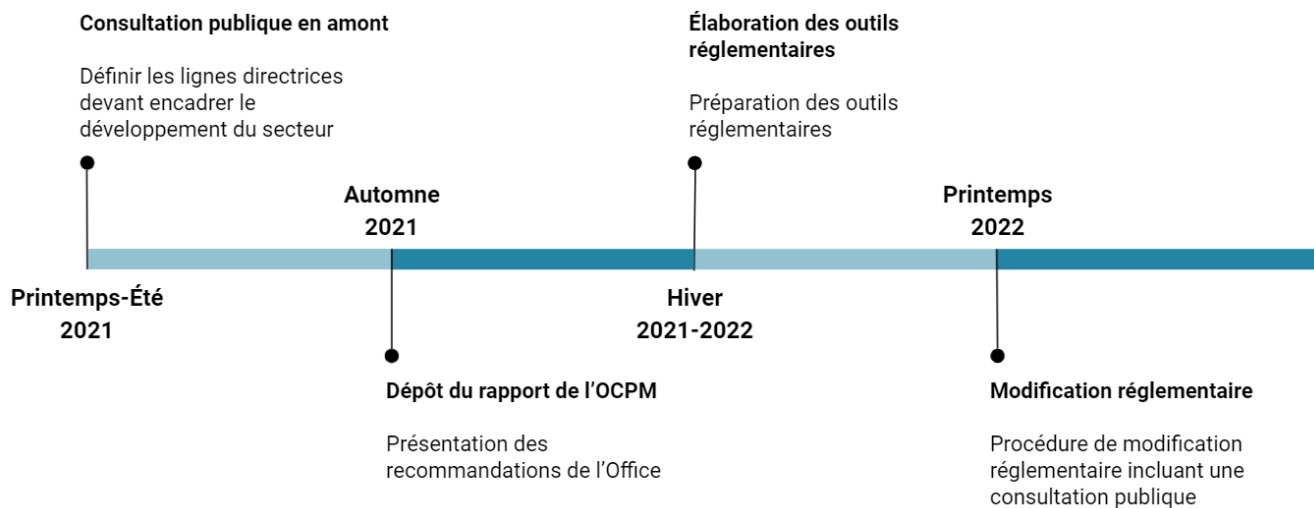 Consultation publique en amont
Définir les lignes directrices
devant encadrer le
développement du secteur
Élaboration des outils
réglementaires
Préparation des outils
réglementaires
Automne
2021
Printemps
2022
Printemps-Été
2021
Hiver
2021-2022
Dépôt du rapport de l’OCPM
Présentation des
recommandations de l’Office
Modification réglementaire
Procédure de modification
réglementaire incluant une
consultation publique